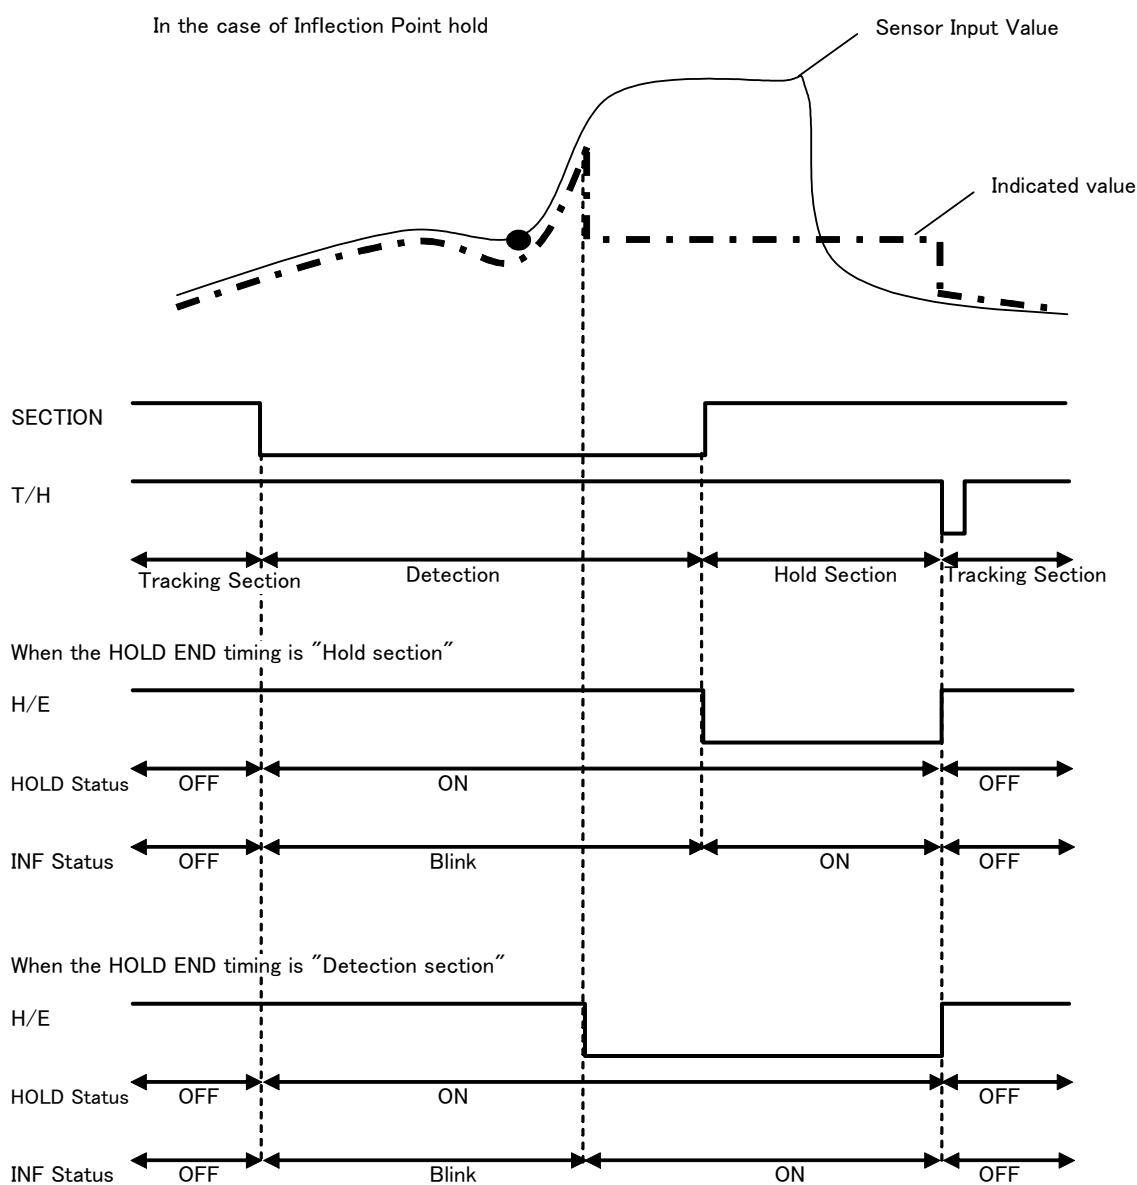 In the case of Inflection Point hold
Sensor Input Value
Indicated value
SECTION
T/H
Tracking Section
Detection
Hold Section
Tracking Section
When the HOLD END timing is "Hold section"
H/E
HOLD Status
OFF
ON
OFF
INF Status
OFF
Blink
ON
OFF
When the HOLD END timing is "Detection section"
H/E
HOLD Status
OFF
ON
OFF
INF Status
OFF
Blink
ON
OFF